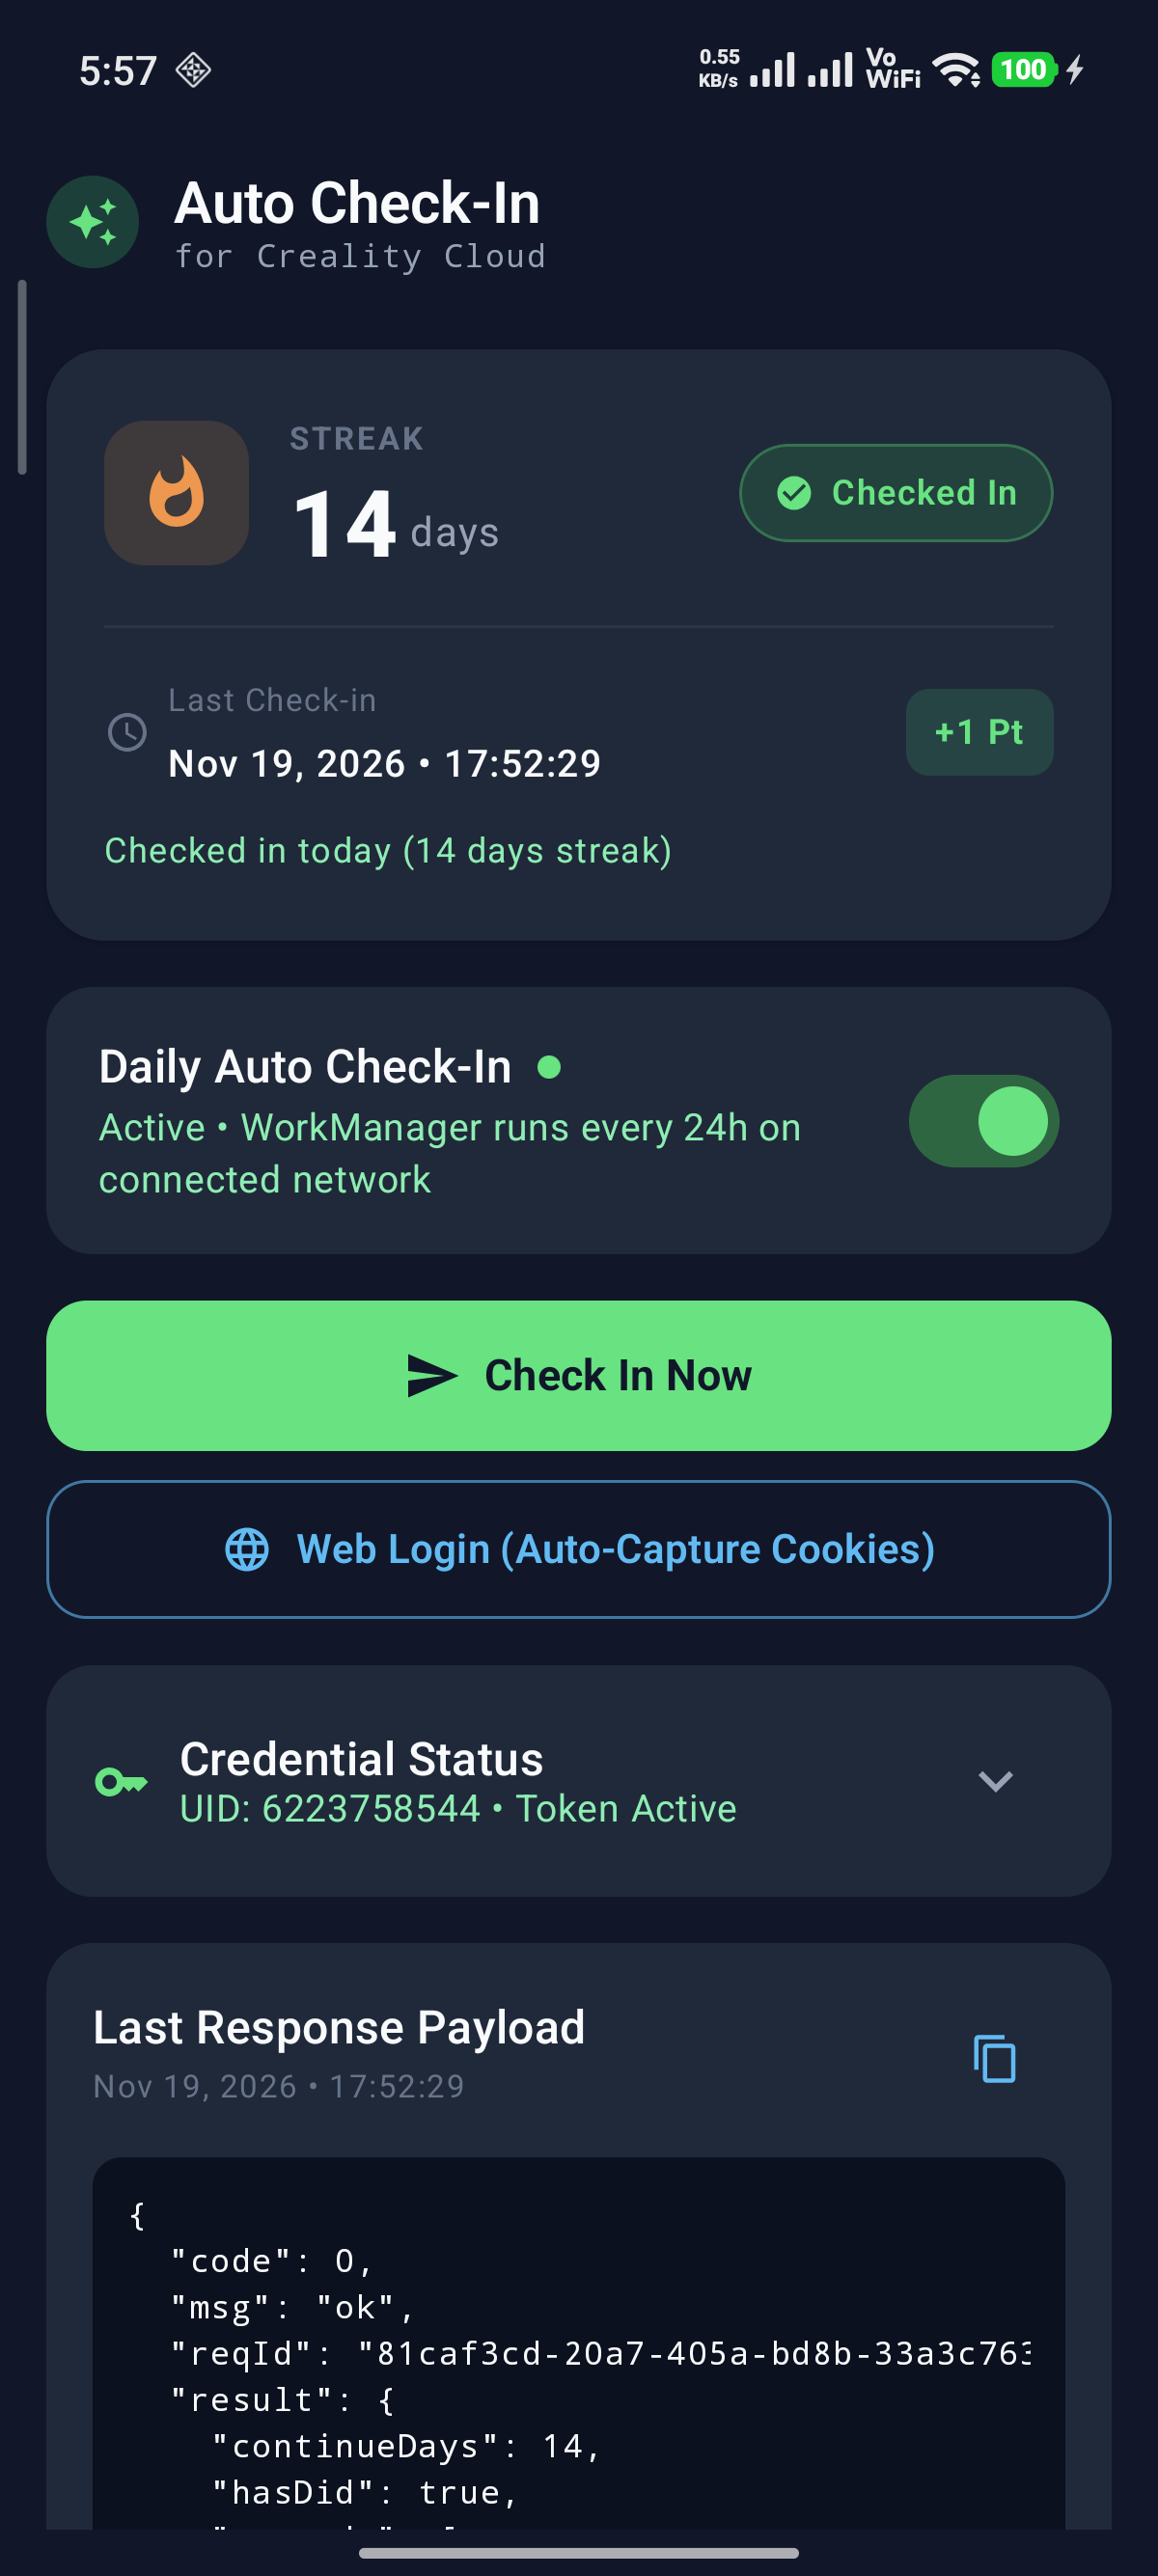 5:57
0.55 KB/s
Vo WiFi
100
Auto Check-In
for Creality Cloud
STREAK
14 days
Checked In
Last Check-in
Nov 19, 2026 • 17:52:29
+1 Pt
Checked in today (14 days streak)
Daily Auto Check-In
Active • WorkManager runs every 24h on
connected network
Check In Now
Web Login (Auto-Capture Cookies)
Credential Status
UID: 6223758544 • Token Active
Last Response Payload
Nov 19, 2026 • 17:52:29
{
"code": 0,
"msg": "ok",
"reqId": "81caf3cd-20a7-405a-bd8b-33a3c763
"result": {
"continueDays": 14,
"hasDid": true,